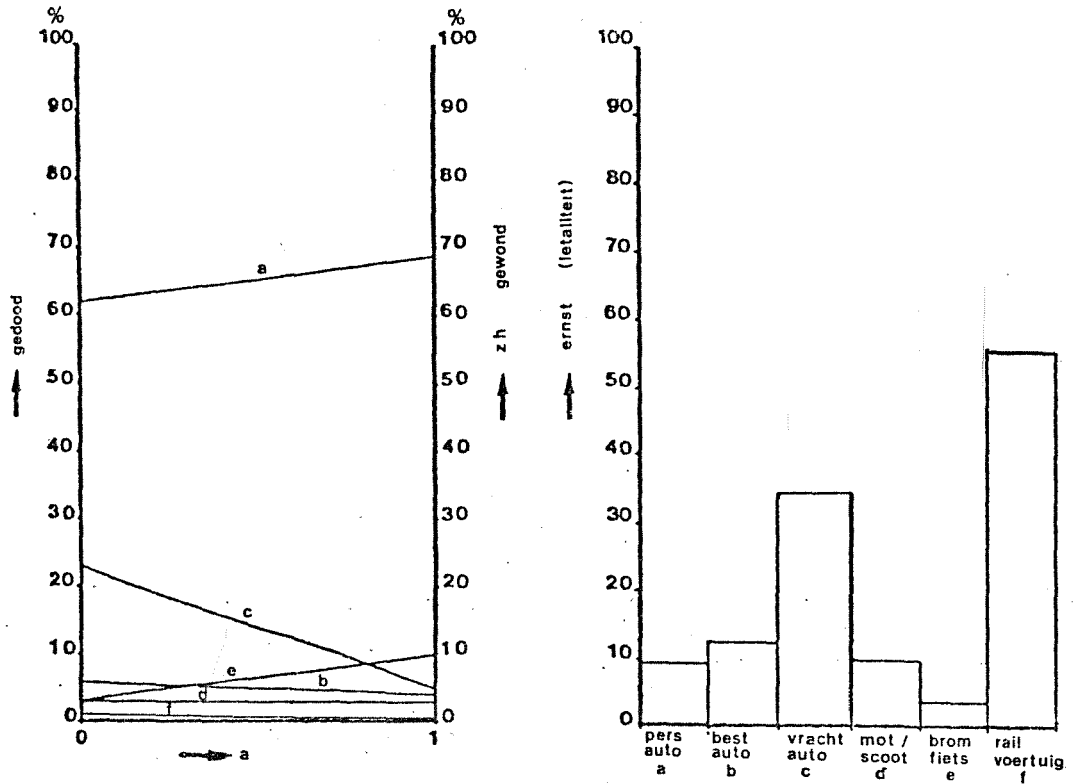 %
100
90
80
70
60
50
40
30
20
10
0
gedood
%
100
90
80
70
60
50
40
30
20
10
0
zh gewond
a
c
e
b
d
f
0
1
a
100
90
80
70
60
50
40
30
20
10
0
ernst (letaliteit)
pers
auto
a
best
auto
b
vracht
auto
c
mot /
scoot
d
brom
fiets
e
rail
voertuig
f